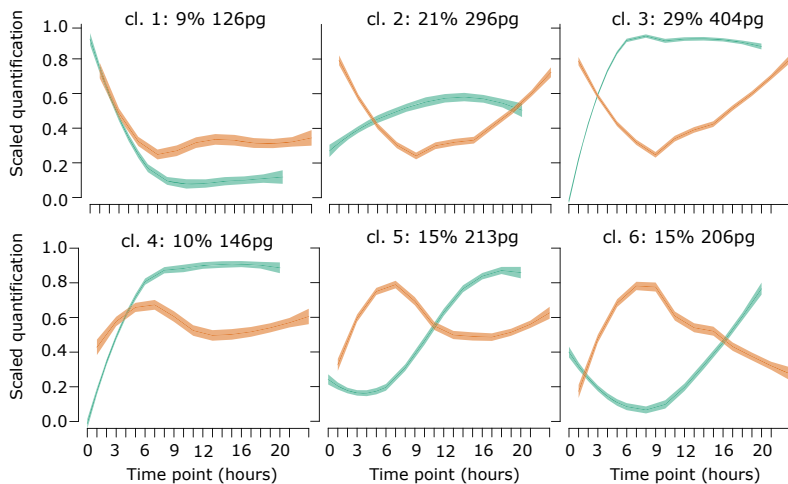 cl. 1: 9% 126pg
cl. 2: 21% 296pg
cl. 3: 29% 404pg
Scaled quantification
1.0
0.8
0.6
0.4
0.2
0.0
cl. 4: 10% 146pg
cl. 5: 15% 213pg
cl. 6: 15% 206pg
Scaled quantification
1.0
0.8
0.6
0.4
0.2
0.0
0 3 6 9 12 16 20
0 3 6 9 12 16 20
0 3 6 9 12 16 20
Time point (hours)
Time point (hours)
Time point (hours)